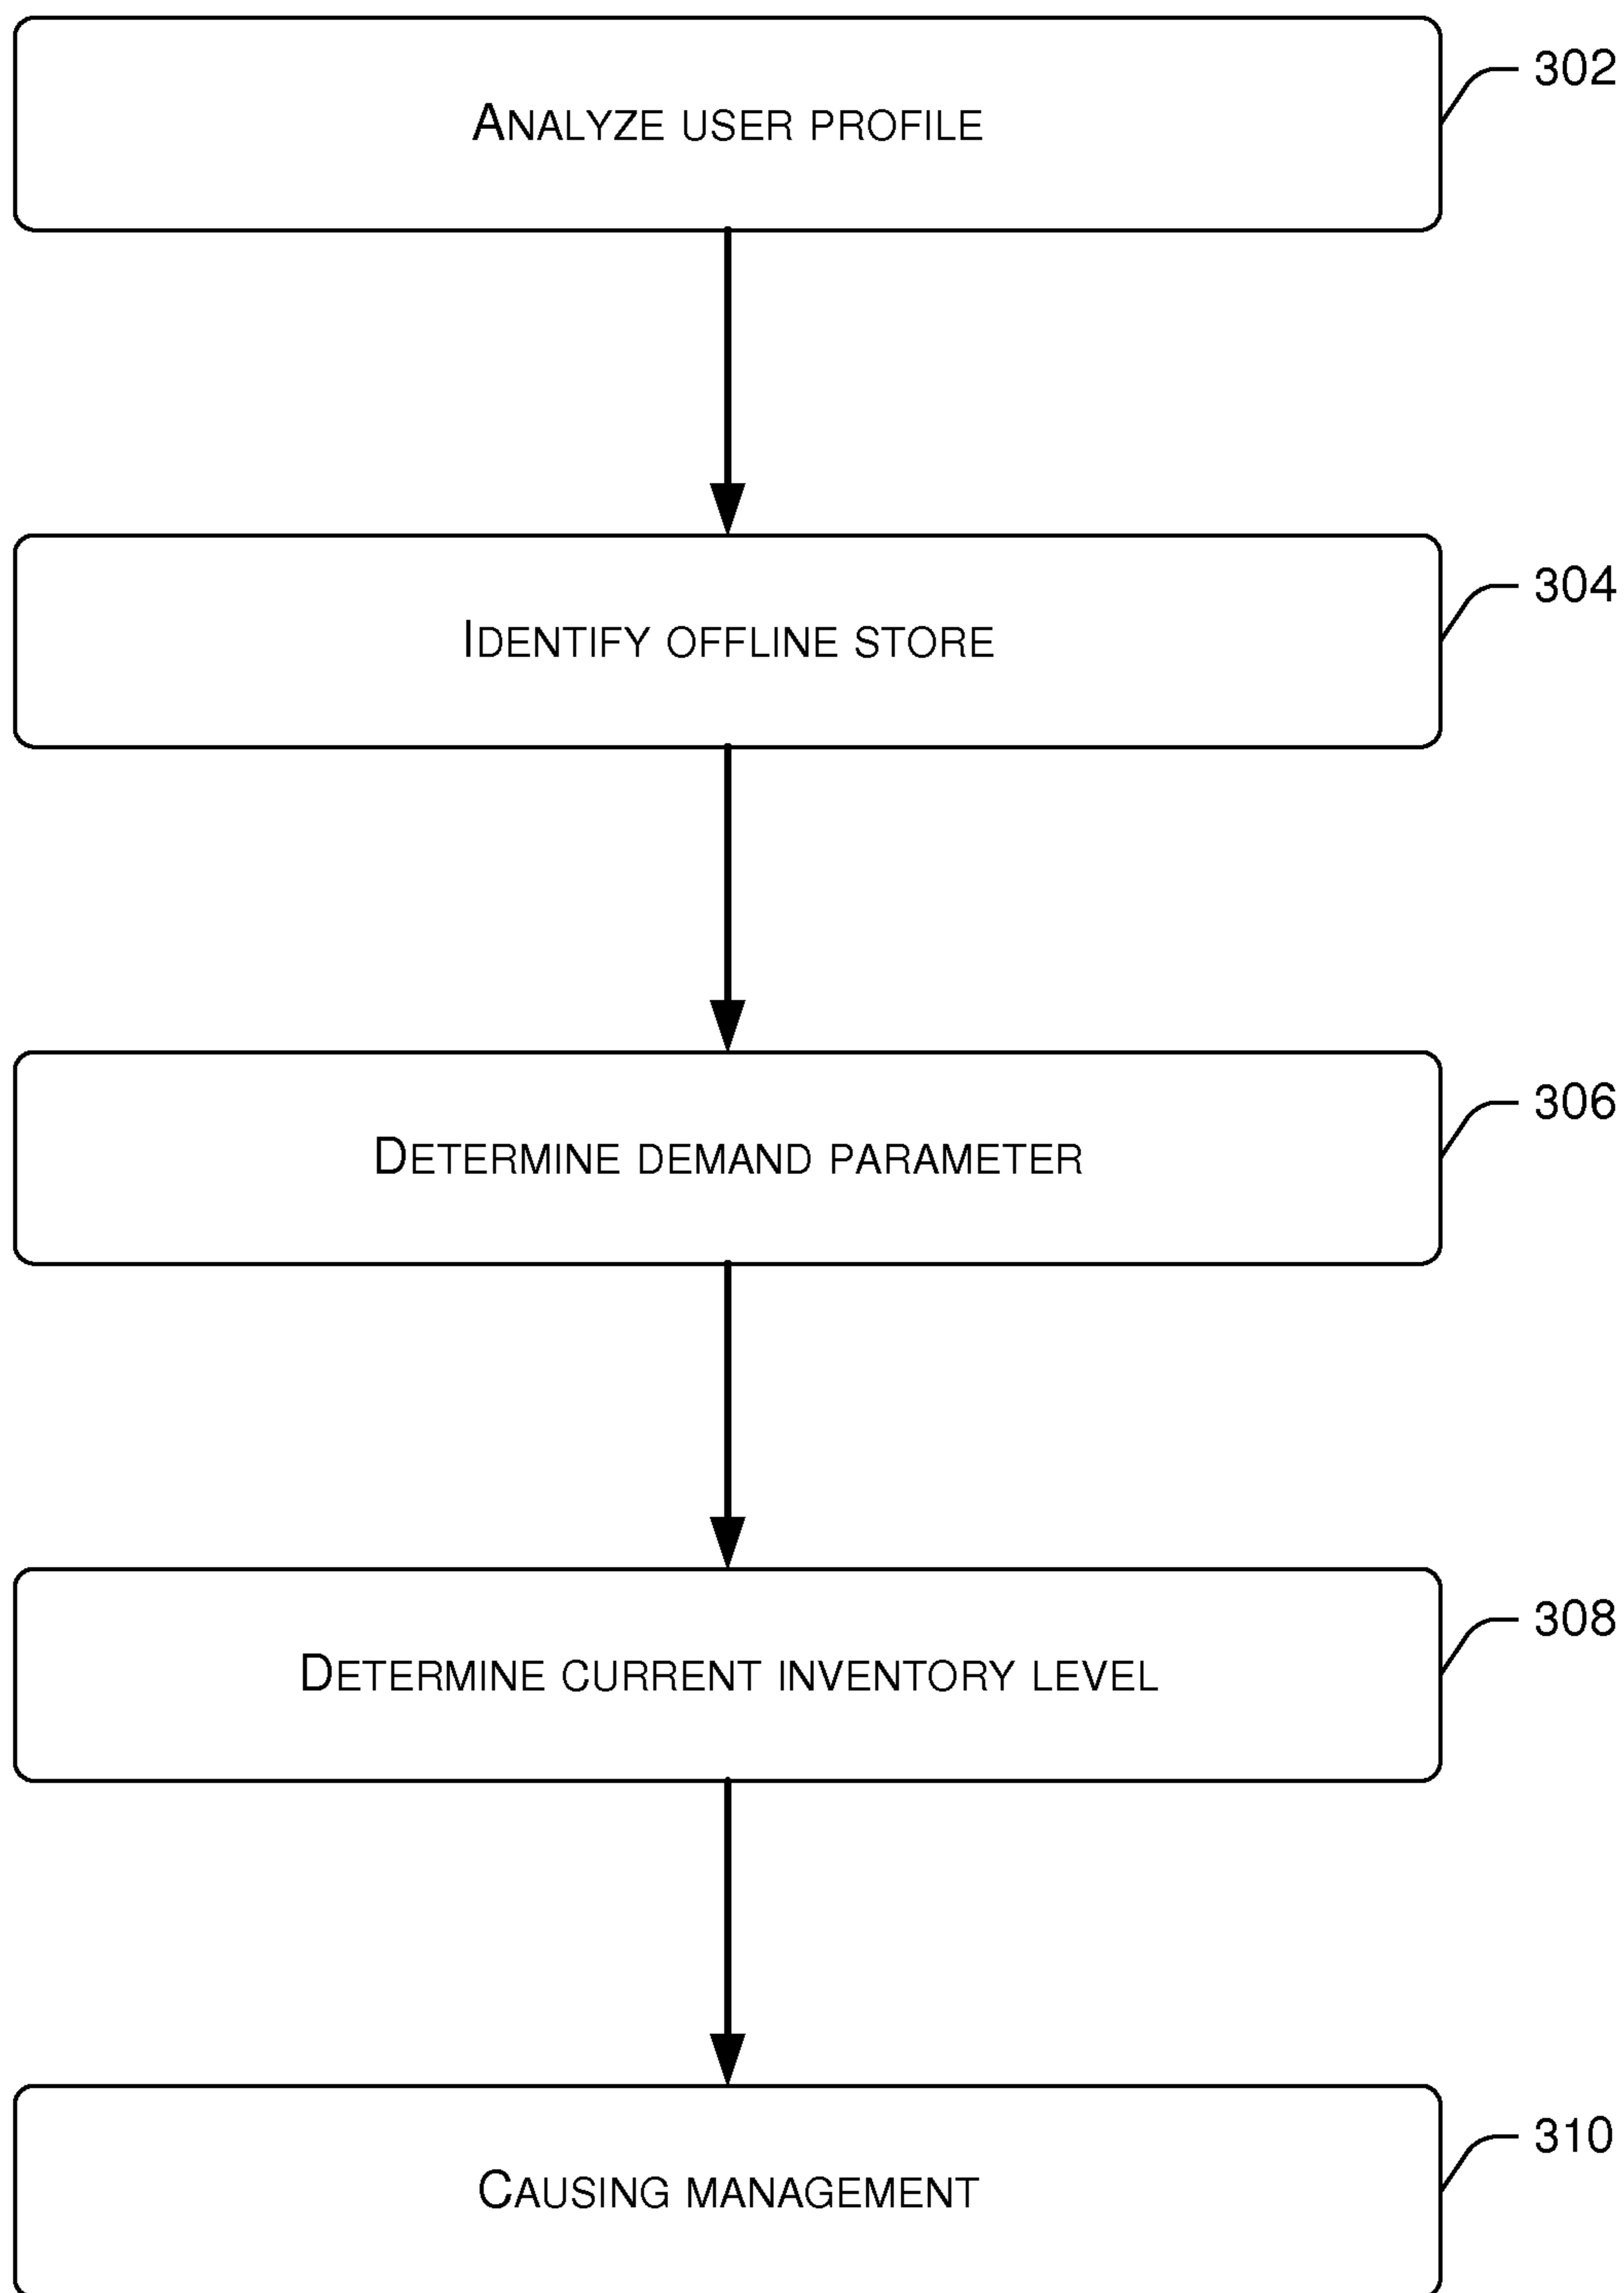 ANALYZE USER PROFILE
302
IDENTIFY OFFLINE STORE
304
DETERMINE DEMAND PARAMETER
306
DETERMINE CURRENT INVENTORY LEVEL
308
CAUSING MANAGEMENT
310